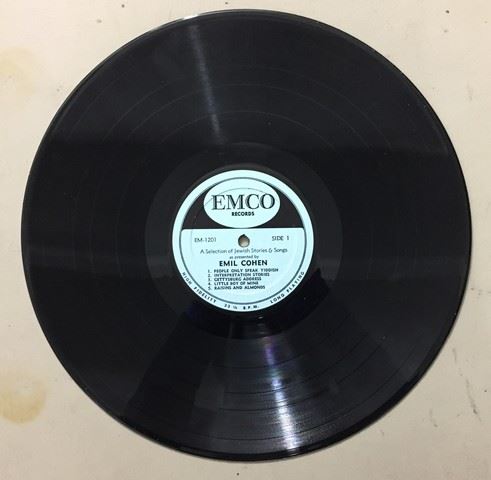 EMCO
RECORDS
EM-1201 SIDE 1
A Selection of Jewish Stories & Songs
as presented by
EMIL COHEN
1. PEOPLE ONLY SPEAK YIDDISH
2. INTERPRETATION STORIES
3. GETTYSBURG ADDRESS
4. LITTLE BOY OF MINE
5. RAISINS AND ALMONDS
HIGH FIDELITY 33 ⅓ R.P.M. LONG PLAYING